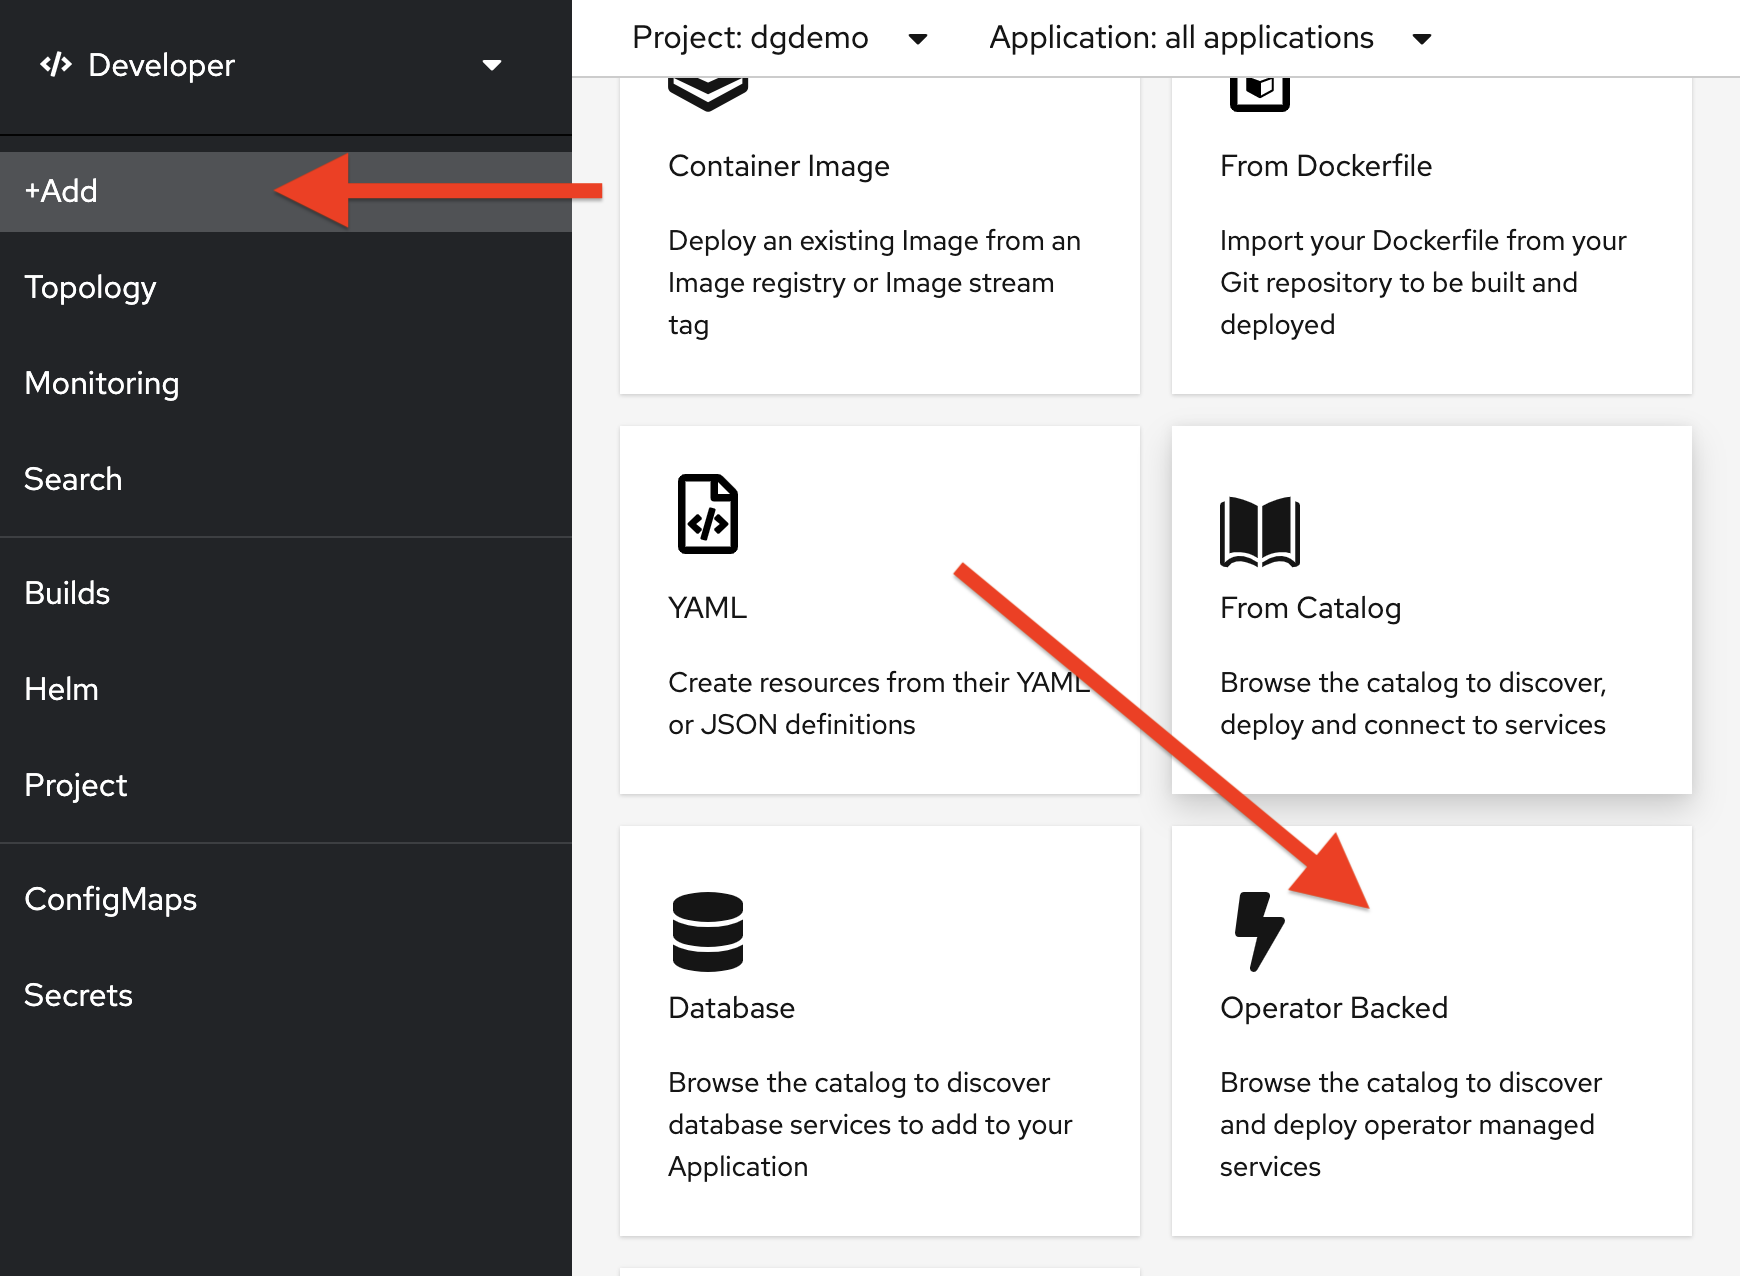 Developer
+Add
Topology
Monitoring
Search
Builds
Helm
Project
ConfigMaps
Secrets
Project: dgdemo
Application: all applications
Container Image
Deploy an existing Image from an
Image registry or Image stream
tag
From Dockerfile
Import your Dockerfile from your
Git repository to be built and
deployed
YAML
Create resources from their YAML
or JSON definitions
From Catalog
Browse the catalog to discover,
deploy and connect to services
Database
Browse the catalog to discover
database services to add to your
Application
Operator Backed
Browse the catalog to discover
and deploy operator managed
services